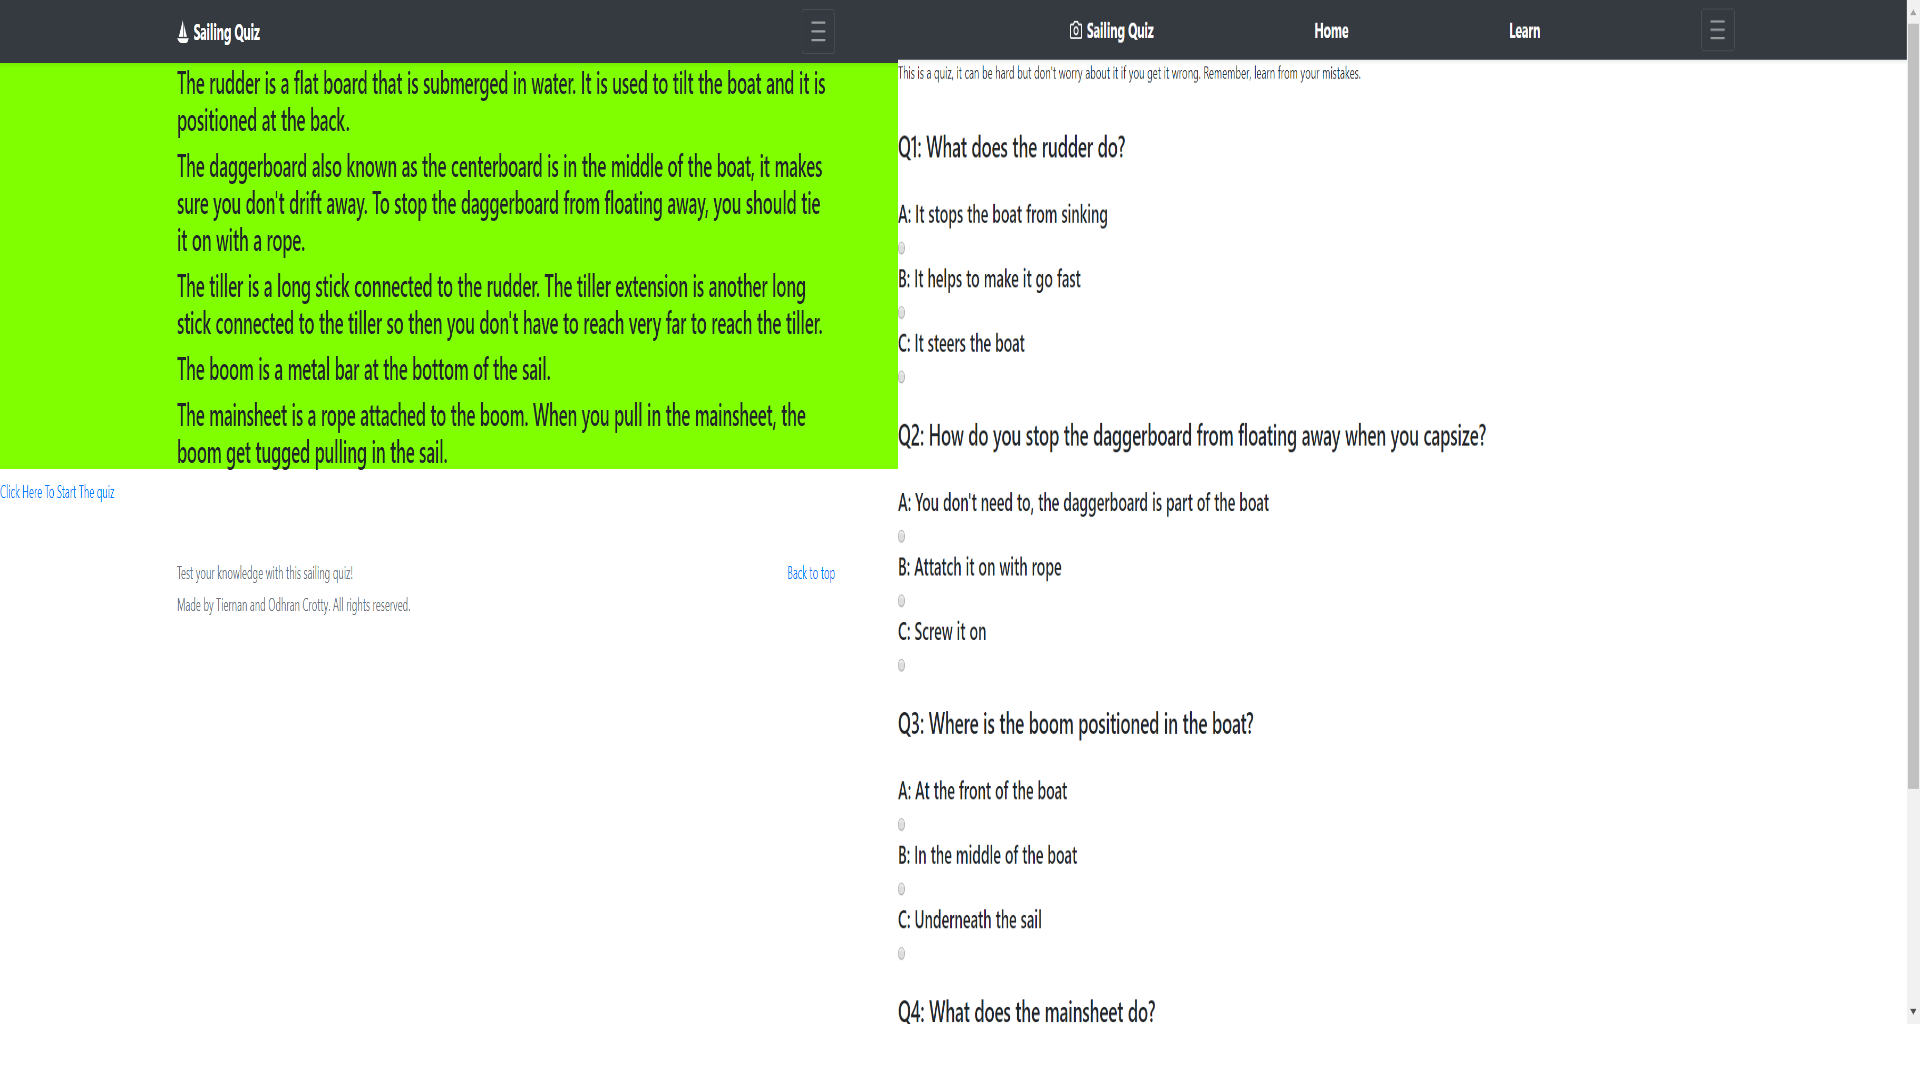 Sailing Quiz
The rudder is a flat board that is submerged in water. It is used to tilt the boat and it is
positioned at the back.
The daggerboard also known as the centerboard is in the middle of the boat, it makes
sure you don't drift away. To stop the daggerboard from floating away, you should tie
it on with a rope.
The tiller is a long stick connected to the rudder. The tiller extension is another long
stick connected to the tiller so then you don't have to reach very far to reach the tiller.
The boom is a metal bar at the bottom of the sail.
The mainsheet is a rope attached to the boom. When you pull in the mainsheet, the
boom get tugged pulling in the sail.
Click Here To Start The quiz
Test your knowledge with this sailing quiz!
Back to top
Made by Tiernan and Odhran Crotty. All rights reserved.
Sailing Quiz
Home
Learn
This is a quiz, it can be hard but don't worry about it if you get it wrong. Remember, learn from your mistakes.
Q1: What does the rudder do?
A: It stops the boat from sinking
B: It helps to make it go fast
C: It steers the boat
Q2: How do you stop the daggerboard from floating away when you capsize?
A: You don't need to, the daggerboard is part of the boat
B: Attatch it on with rope
C: Screw it on
Q3: Where is the boom positioned in the boat?
A: At the front of the boat
B: In the middle of the boat
C: Underneath the sail
Q4: What does the mainsheet do?